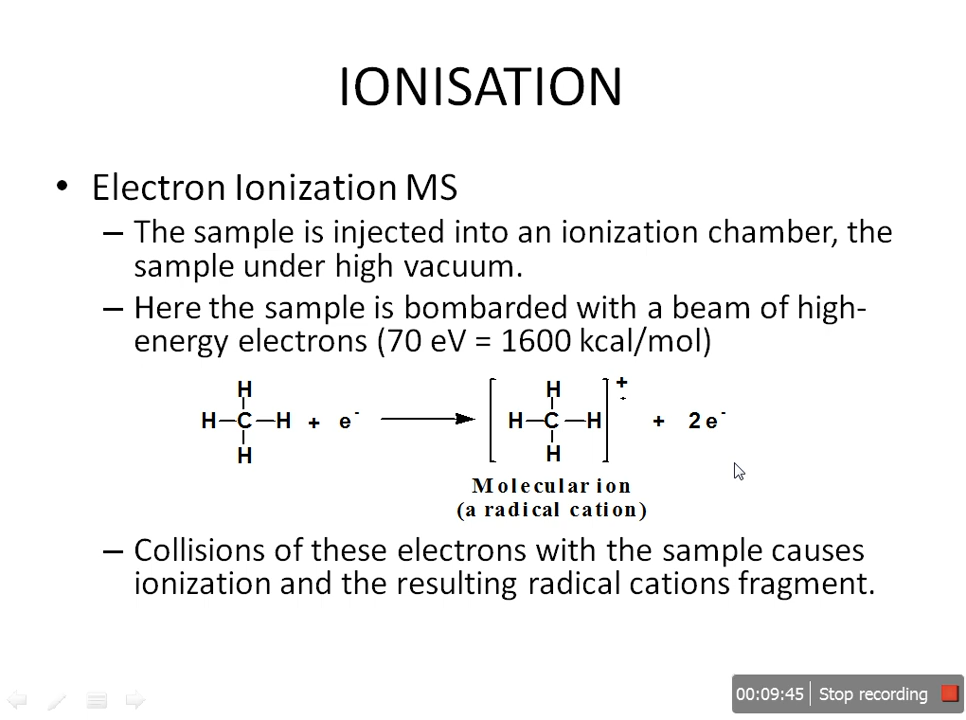 IONISATION
• Electron Ionization MS
– The sample is injected into an ionization chamber, the
sample under high vacuum.
– Here the sample is bombarded with a beam of high-
energy electrons (70 eV = 1600 kcal/mol)
H H +
H–C–H + e⁻ H–C–H + 2 e⁻
H H
Molecular ion
(a radical cation)
– Collisions of these electrons with the sample causes
ionization and the resulting radical cations fragment.
00:09:45 Stop recording